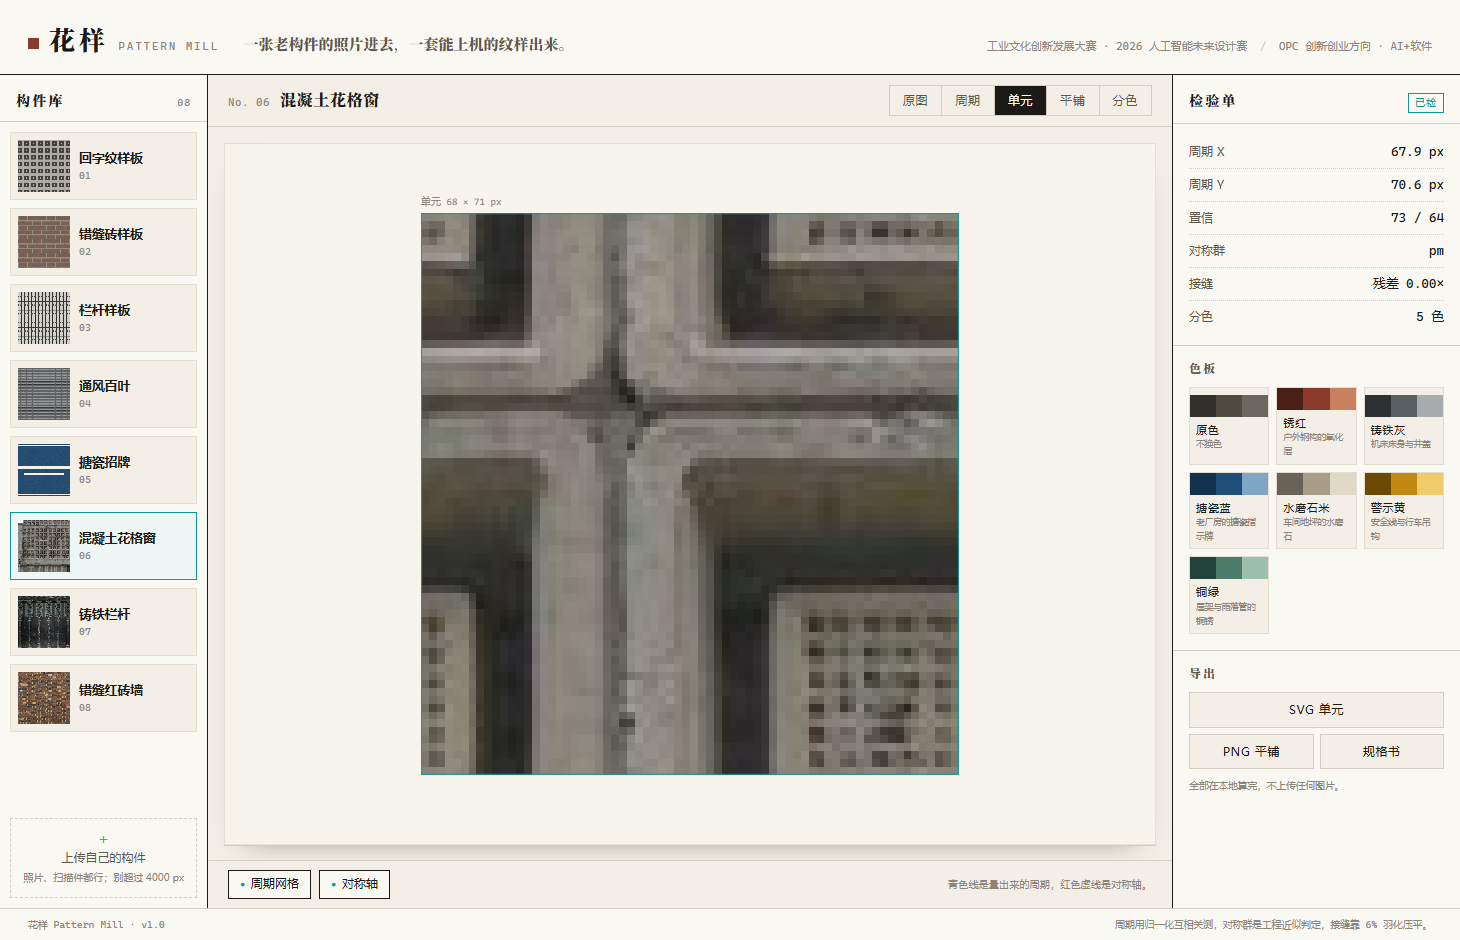 花样 PATTERN MILL 一张老构件的照片进去，一套能上机的纹样出来。
工业文化创新发展大赛 · 2026 人工智能未来设计赛 / OPC 创新创业方向 · AI+软件
构件库 08
回字纹样板
01
错缝砖样板
02
栏杆样板
03
通风百叶
04
搪瓷招牌
05
混凝土花格窗
06
铸铁栏杆
07
错缝红砖墙
08
+
上传自己的构件
照片、扫描件都行；别超过 4000 px
No. 06 混凝土花格窗
原图 周期 单元 平铺 分色
单元 68 × 71 px
周期网格 对称轴
青色线是量出来的周期，红色虚线是对称轴。
检验单 已检
周期 X 67.9 px
周期 Y 70.6 px
置信 73 / 64
对称群 pm
接缝 残差 0.00×
分色 5 色
色板
原色
不换色
锈红
户外钢构的氧化
层
铸铁灰
机床床身与井盖
搪瓷蓝
老厂房的搪瓷指
示牌
水磨石米
车间地坪的水磨
石
警示黄
安全线与行车吊
钩
铜绿
屋架与雨落管的
铜锈
导出
SVG 单元
PNG 平铺 规格书
全部在本地算完，不上传任何图片。
花样 Pattern Mill · v1.0
周期用归一化互相关测，对称群是工程近似判定，接缝靠 6% 羽化压平。